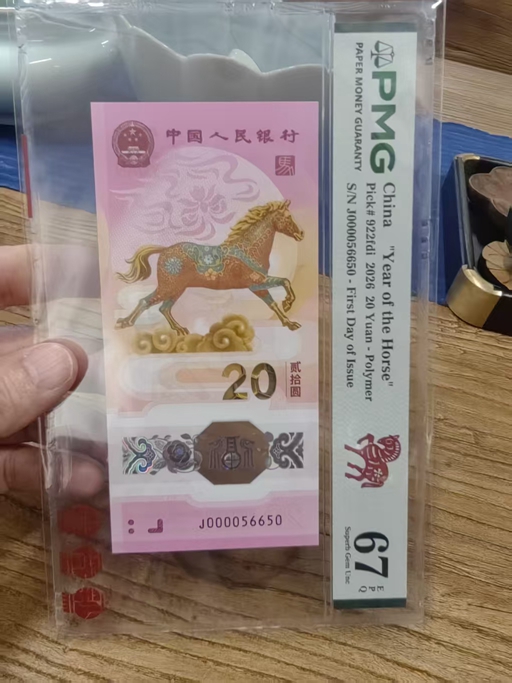 中國人民银行
馬
20
贰拾圆
J000056650
PMG
PAPER MONEY GUARANTY
China "Year of the Horse"
Pick# 922fdi 2026 20 Yuan - Polymer
S/N J000056650 - First Day of Issue
67
EPQ
Superb Gem Unc